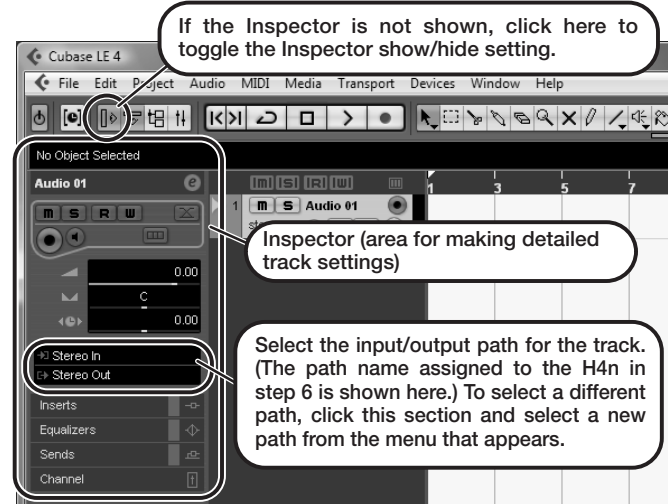 If the Inspector is not shown, click here to
toggle the Inspector show/hide setting.
Cubase LE 4
File Edit Project Audio MIDI Media Transport Devices Window Help
No Object Selected
Audio 01 e
m S R W
1 m S Audio 01
1 3 5 7
M S R W
Inspector (area for making detailed
track settings)
0.00
C
0.00
Stereo In
Stereo Out
Select the input/output path for the track.
(The path name assigned to the H4n in
step 6 is shown here.) To select a different
path, click this section and select a new
path from the menu that appears.
Inserts
Equalizers
Sends
Channel